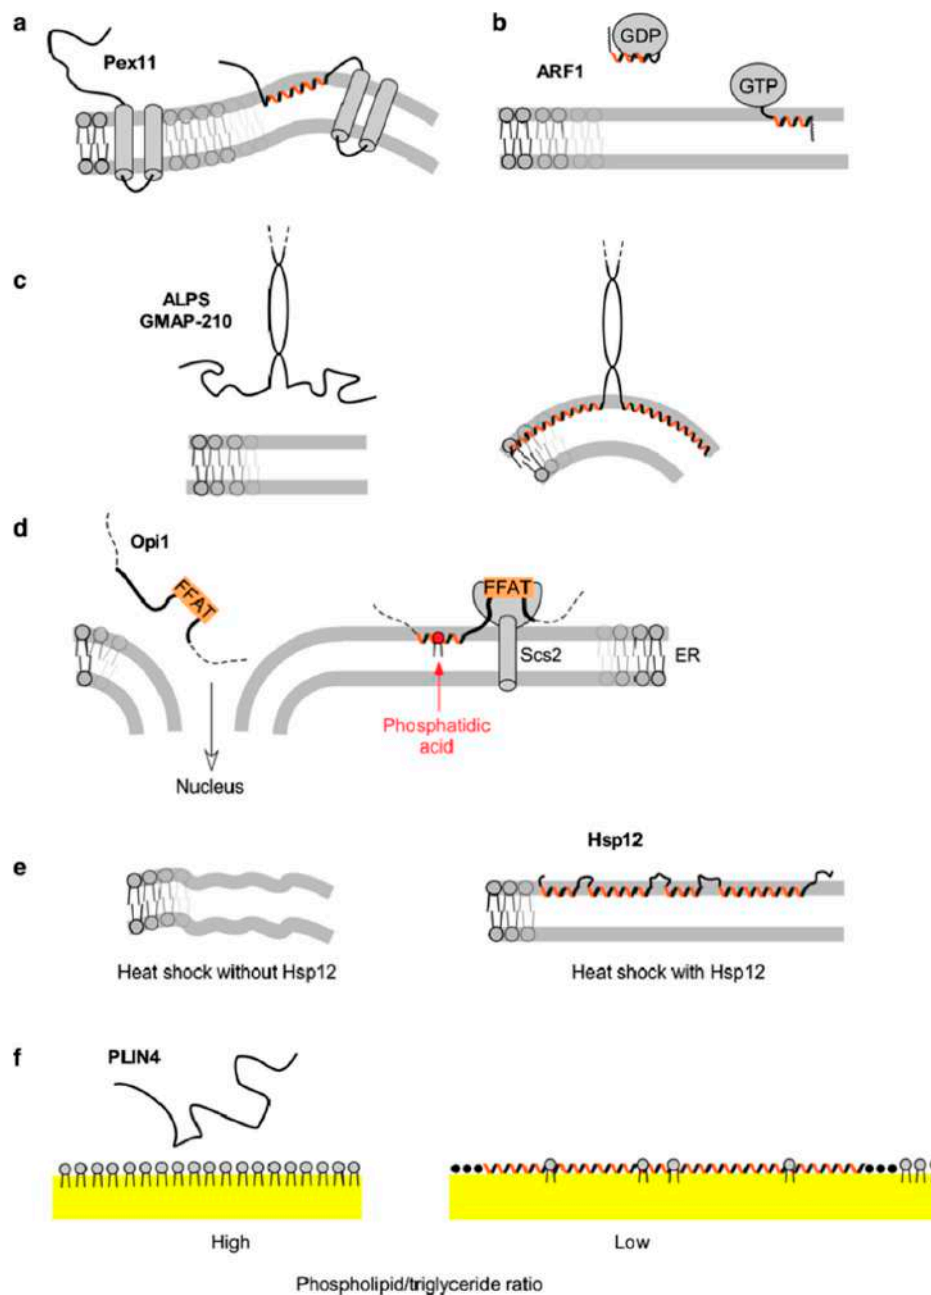 a
Pex11
b
GDP
ARF1
GTP
c
ALPS
GMAP-210
d
Opi1
FFAT
FFAT
Scs2
ER
Phosphatidic
acid
Nucleus
Hsp12
e
Heat shock without Hsp12
Heat shock with Hsp12
f
PLIN4
High
Low
Phospholipid/triglyceride ratio